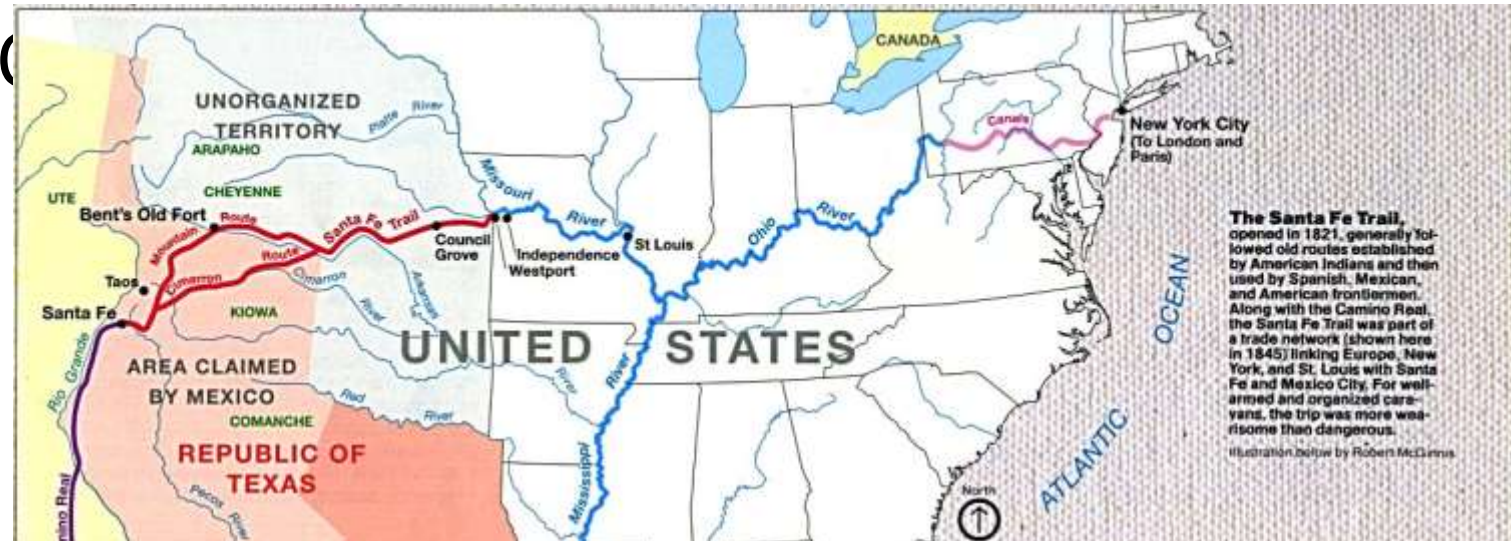 CANADA
UNORGANIZED
TERRITORY
Platte River
ARAPAHO
CHEYENNE
UTE
Bent's Old Fort
Mountain Route
Santa Fe Trail
Cimarron Route
Council
Grove
Independence
Westport
Missouri River
St Louis
Ohio River
Canals
New York City
(To London and
Paris)
Taos
Santa Fe
KIOWA
Cimarron River
Arkansas River
UNITED STATES
Rio Grande
AREA CLAIMED
BY MEXICO
COMANCHE
Red River
REPUBLIC OF
TEXAS
Pecos River
Mississippi River
mino Real
ATLANTIC OCEAN
North
The Santa Fe Trail,
opened in 1821, generally fol-
lowed old routes established
by American Indians and then
used by Spanish, Mexican,
and American frontiermen.
Along with the Camino Real,
the Santa Fe Trail was part of
a trade network (shown here
in 1845) linking Europe, New
York, and St. Louis with Santa
Fe and Mexico City. For well-
armed and organized cara-
vans, the trip was more wea-
risome than dangerous.
Illustration below by Robert McGinnis